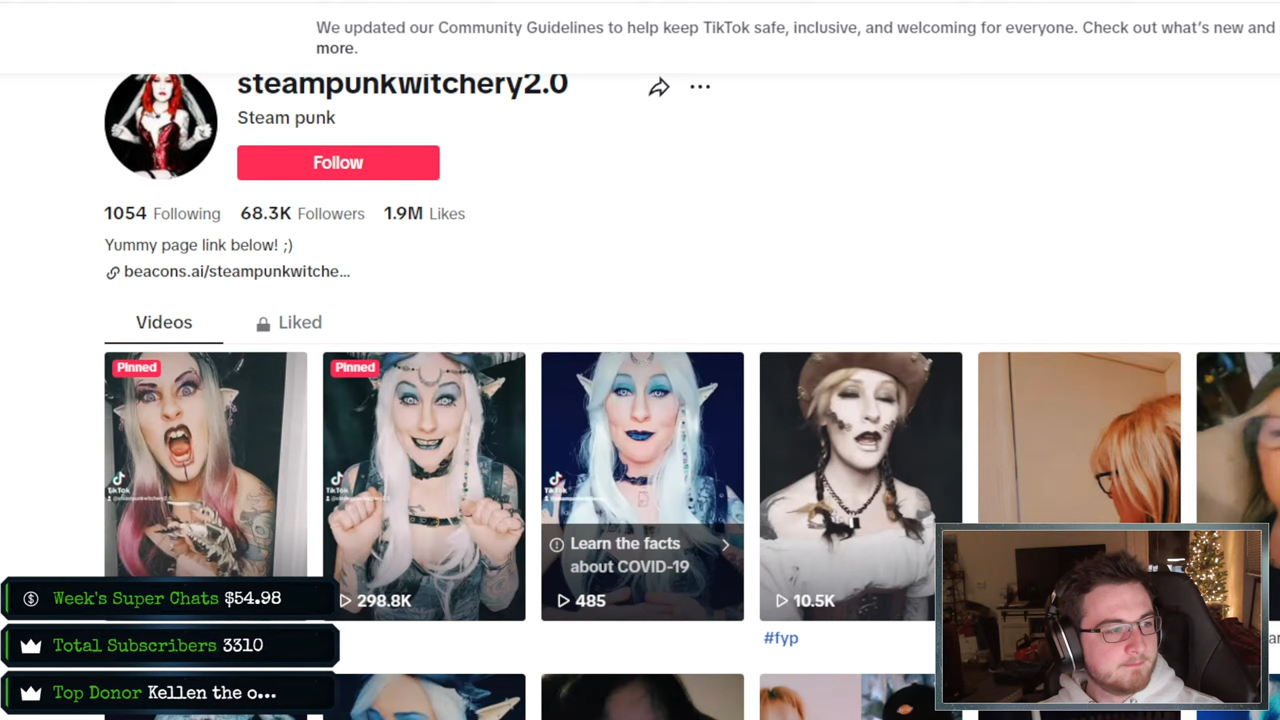 We updated our Community Guidelines to help keep TikTok safe, inclusive, and welcoming for everyone. Check out what's new and
more.
steampunkwitchery2.0
Steam punk
Follow
1054 Following 68.3K Followers 1.9M Likes
Yummy page link below! ;)
beacons.ai/steampunkwitche...
Videos
Liked
Pinned
Pinned
TikTok
TikTok
TikTok
Learn the facts
about COVID-19
298.8K
485
10.5K
#fyp
Week's Super Chats $54.98
Total Subscribers 3310
Top Donor Kellen the o...